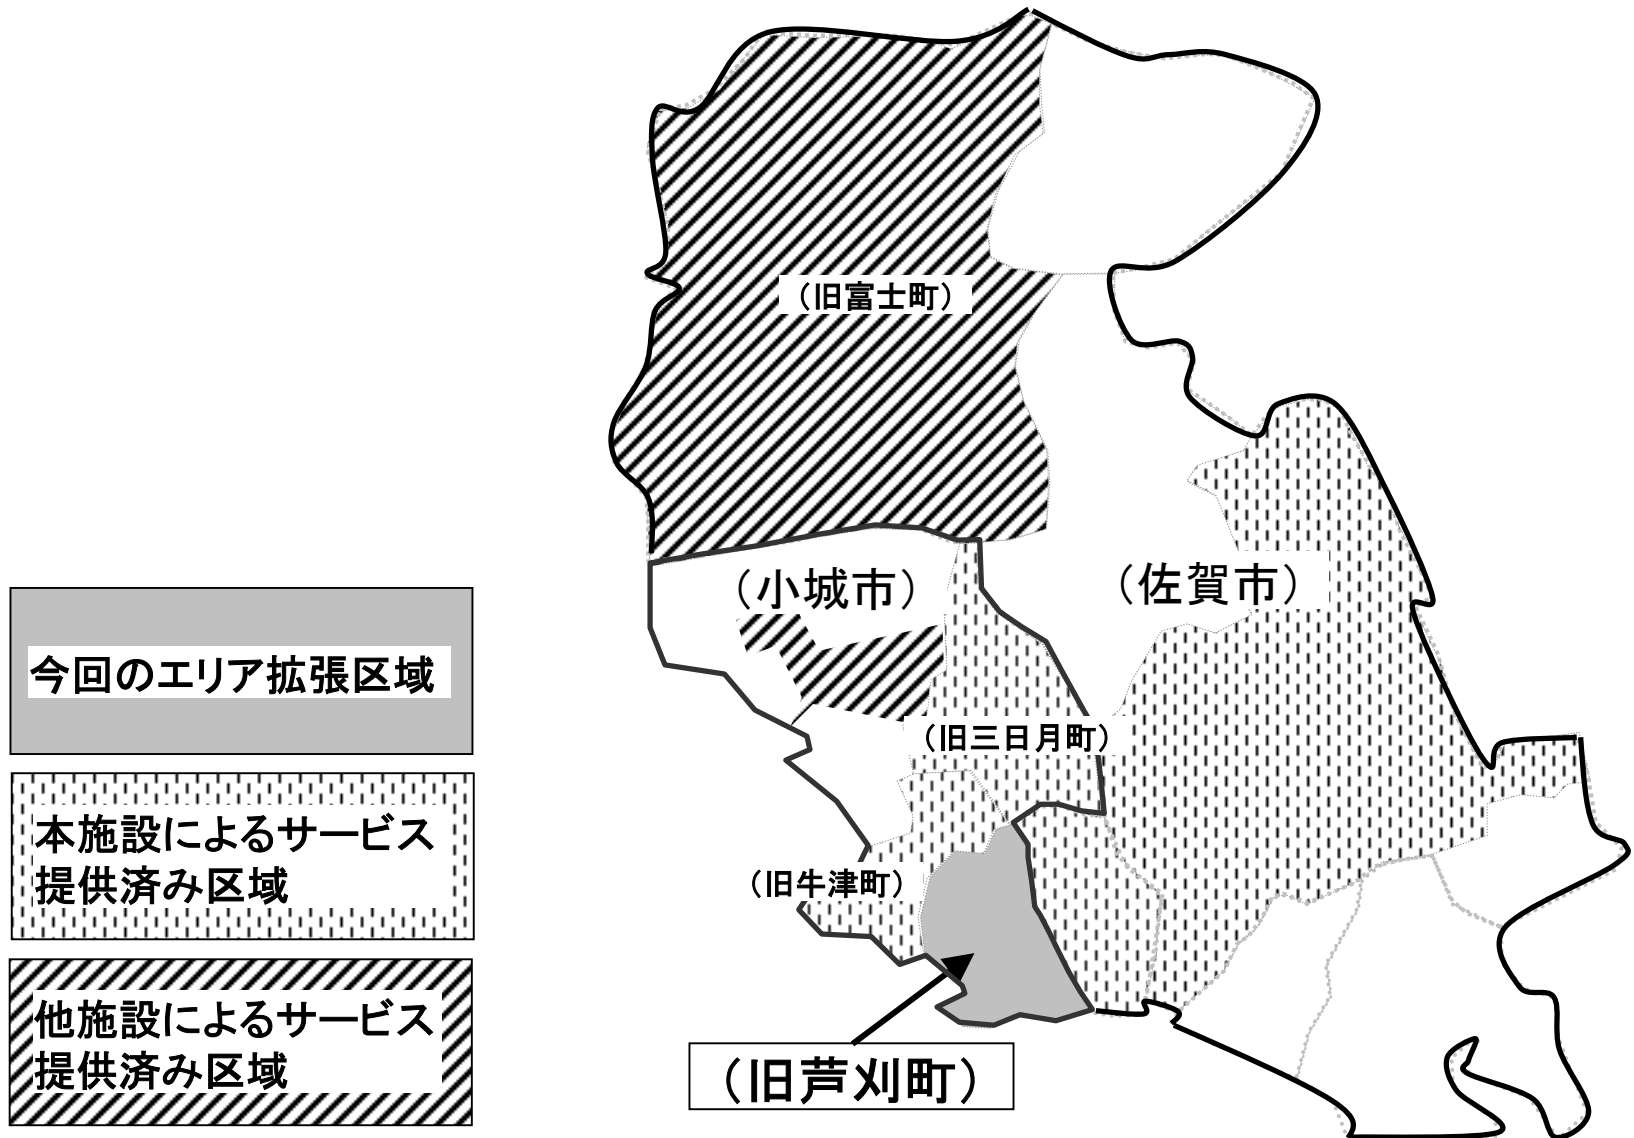 （旧富士町）
（小城市）
（佐賀市）
今回のエリア拡張区域
（旧三日月町）
本施設によるサービス
提供済み区域
（旧牛津町）
他施設によるサービス
提供済み区域
（旧芦刈町）